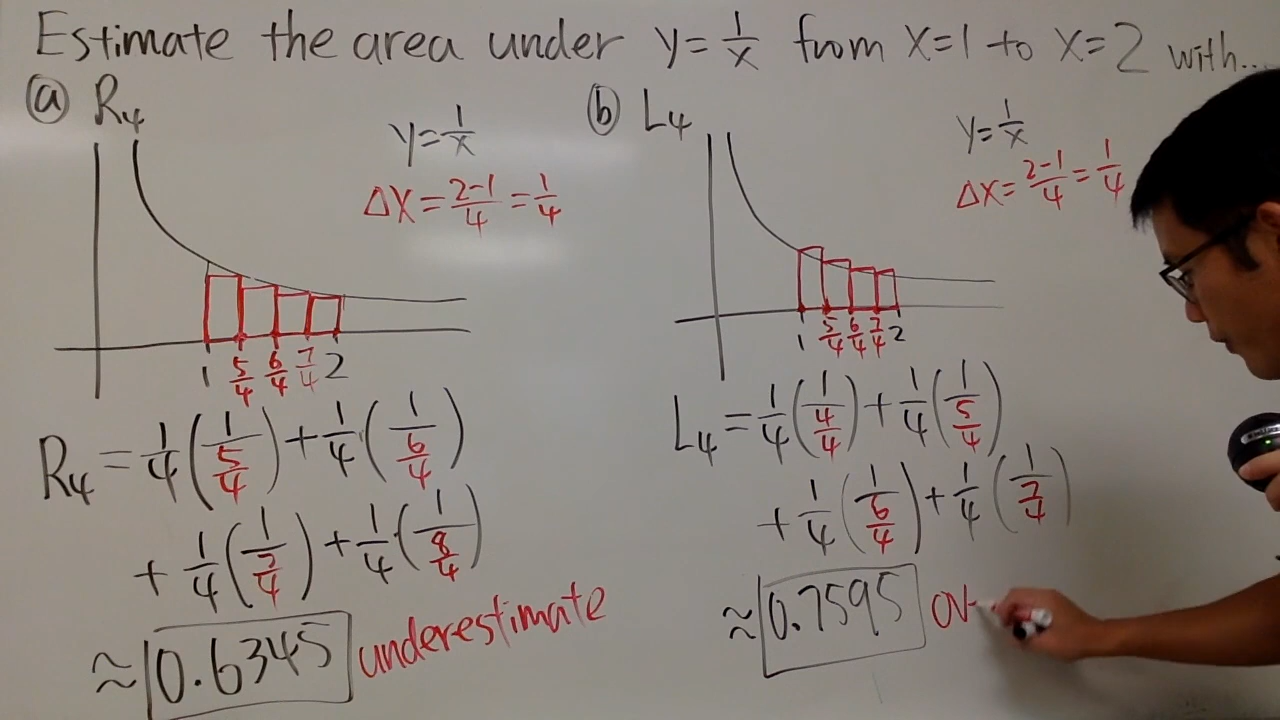 Estimate the area under y = 1/x from x=1 to x=2 with...
ⓐ R₄
y = 1/x
Δx = (2-1)/4 = 1/4
1 5/4 6/4 7/4 2
R₄ = 1/4 (1/(5/4)) + 1/4 (1/(6/4))
+ 1/4 (1/(7/4)) + 1/4 (1/(8/4))
≈ 0.6345 underestimate
ⓑ L₄
y = 1/x
Δx = (2-1)/4 = 1/4
1 5/4 6/4 7/4 2
L₄ = 1/4 (1/(4/4)) + 1/4 (1/(5/4))
+ 1/4 (1/(6/4)) + 1/4 (1/(7/4))
≈ 0.7595 ov